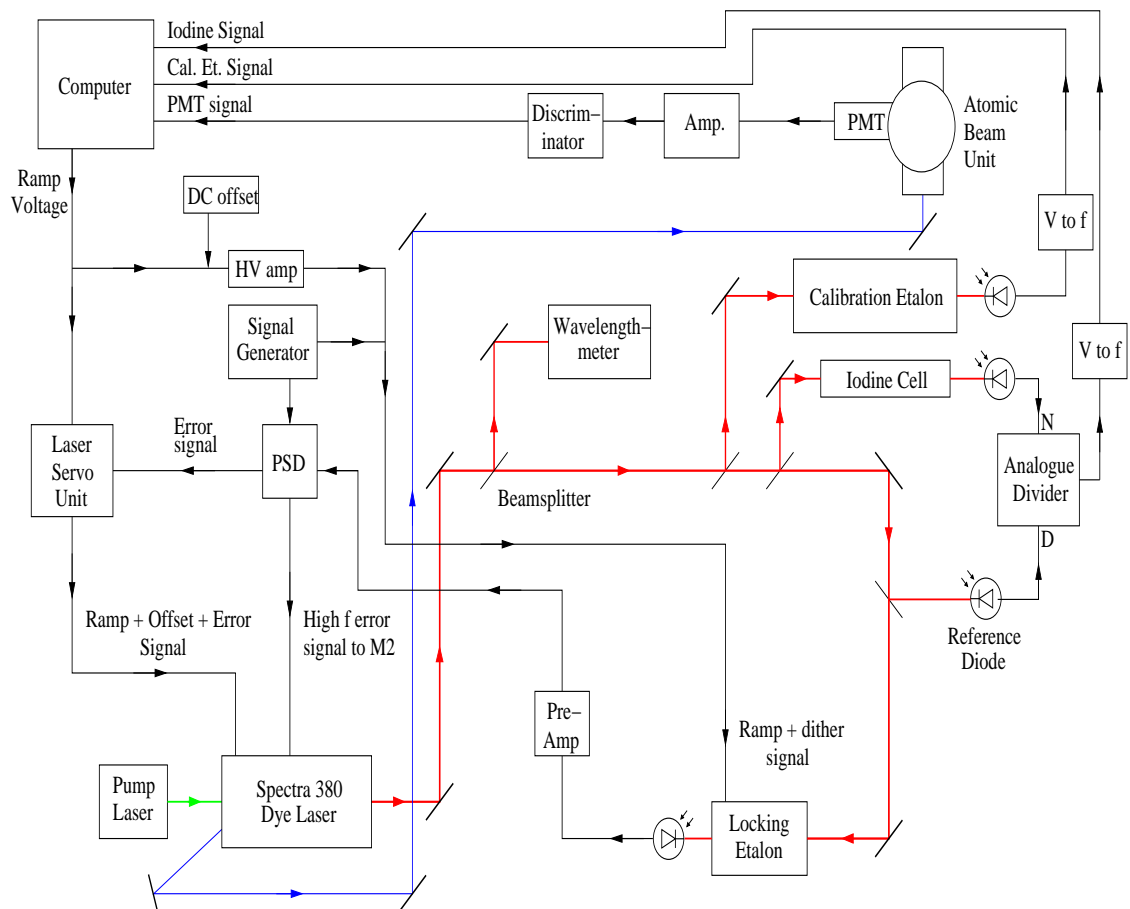 Iodine Signal
Cal. Et. Signal
Computer
PMT signal
Discrim–
inator
Amp.
PMT
Atomic
Beam
Unit
Ramp
Voltage
DC offset
HV amp
V to f
Calibration Etalon
Signal
Generator
Wavelength–
meter
V to f
Iodine Cell
N
Error
signal
Laser
Servo
Unit
PSD
Analogue
Divider
Beamsplitter
D
Ramp + Offset + Error
Signal
High f error
signal to M2
Reference
Diode
Pre–
Amp
Ramp + dither
signal
Pump
Laser
Spectra 380
Dye Laser
Locking
Etalon